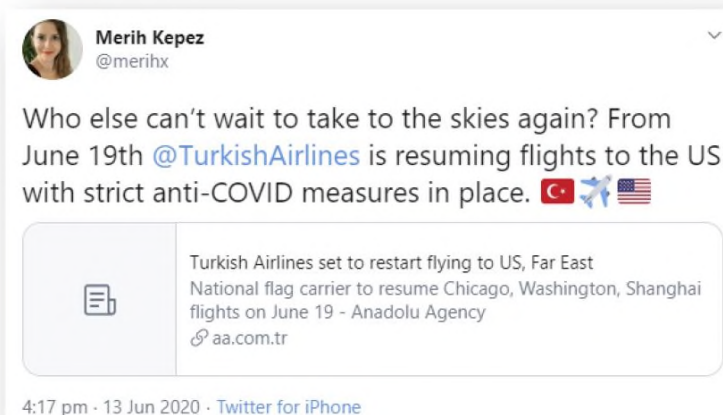 Merih Kepez
@merihx
Who else can't wait to take to the skies again? From
June 19th @TurkishAirlines is resuming flights to the US
with strict anti-COVID measures in place. 🇹🇷✈️🇺🇸
Turkish Airlines set to restart flying to US, Far East
National flag carrier to resume Chicago, Washington, Shanghai
flights on June 19 - Anadolu Agency
aa.com.tr
4:17 pm · 13 Jun 2020 · Twitter for iPhone